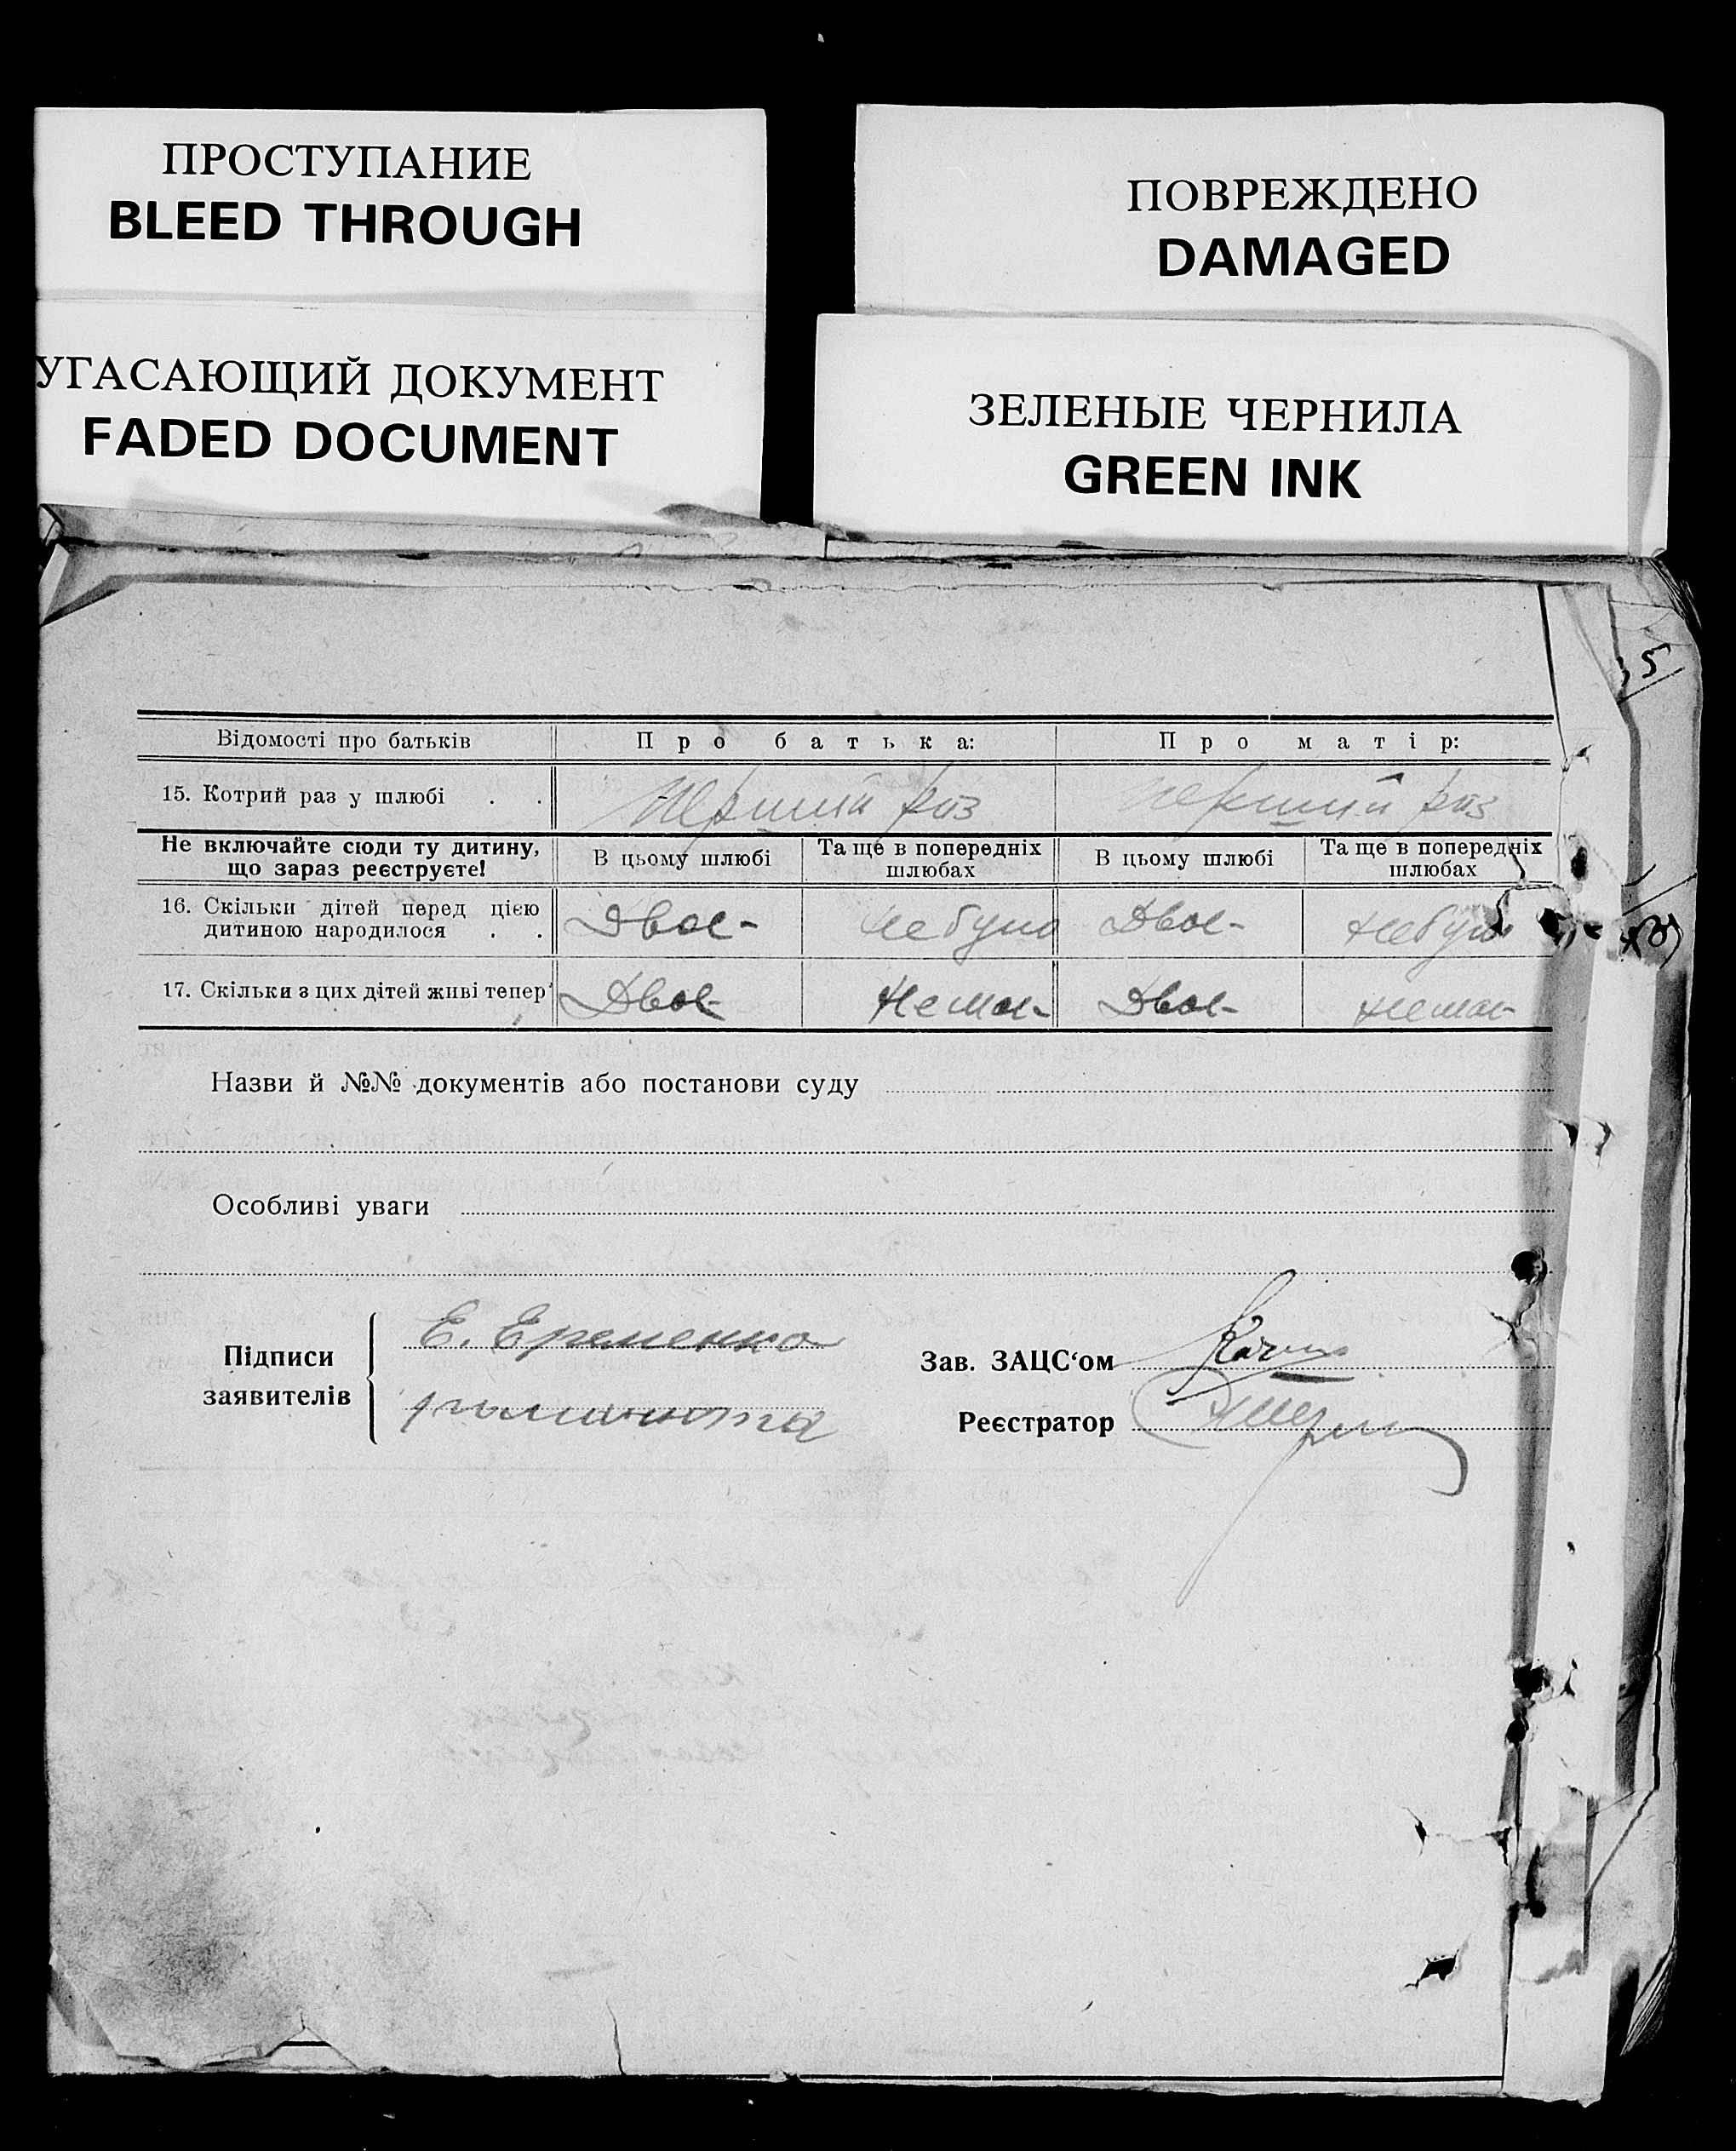 ПРОСТУПАНИЕ
BLEED THROUGH
ПОВРЕЖДЕНО
DAMAGED
УГАСАЮЩИЙ ДОКУМЕНТ
FADED DOCUMENT
ЗЕЛЕНЫЕ ЧЕРНИЛА
GREEN INK
5
Відомості про батьків Про батька: Про матір:
15. Котрий раз у шлюбі . . Перший раз Перший раз
Не включайте сюди ту дитину, що зараз реєструєте! В цьому шлюбі Та ще в попередніх шлюбах В цьому шлюбі Та ще в попередніх шлюбах
16. Скільки дітей перед цією дитиною народилося . . Двоє- Не було Двоє- не було
17. Скільки з цих дітей живі тепер Двоє- Немає- Двоє- немає-
Назви й №№ документів або постанови суду
Особливі уваги
Підписи заявителів
Е. Еременко
Зав. ЗАЦС‘ом
Реєстратор